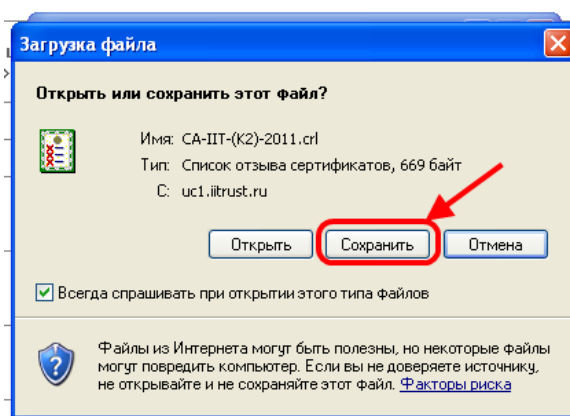 Загрузка файла
Открыть или сохранить этот файл?
Имя: CA-IIT-(K2)-2011.crl
Тип: Список отзыва сертификатов, 669 байт
С: uc1.iitrust.ru
Открыть Сохранить Отмена
Всегда спрашивать при открытии этого типа файлов
Файлы из Интернета могут быть полезны, но некоторые файлы
могут повредить компьютер. Если вы не доверяете источнику,
не открывайте и не сохраняйте этот файл. Факторы риска